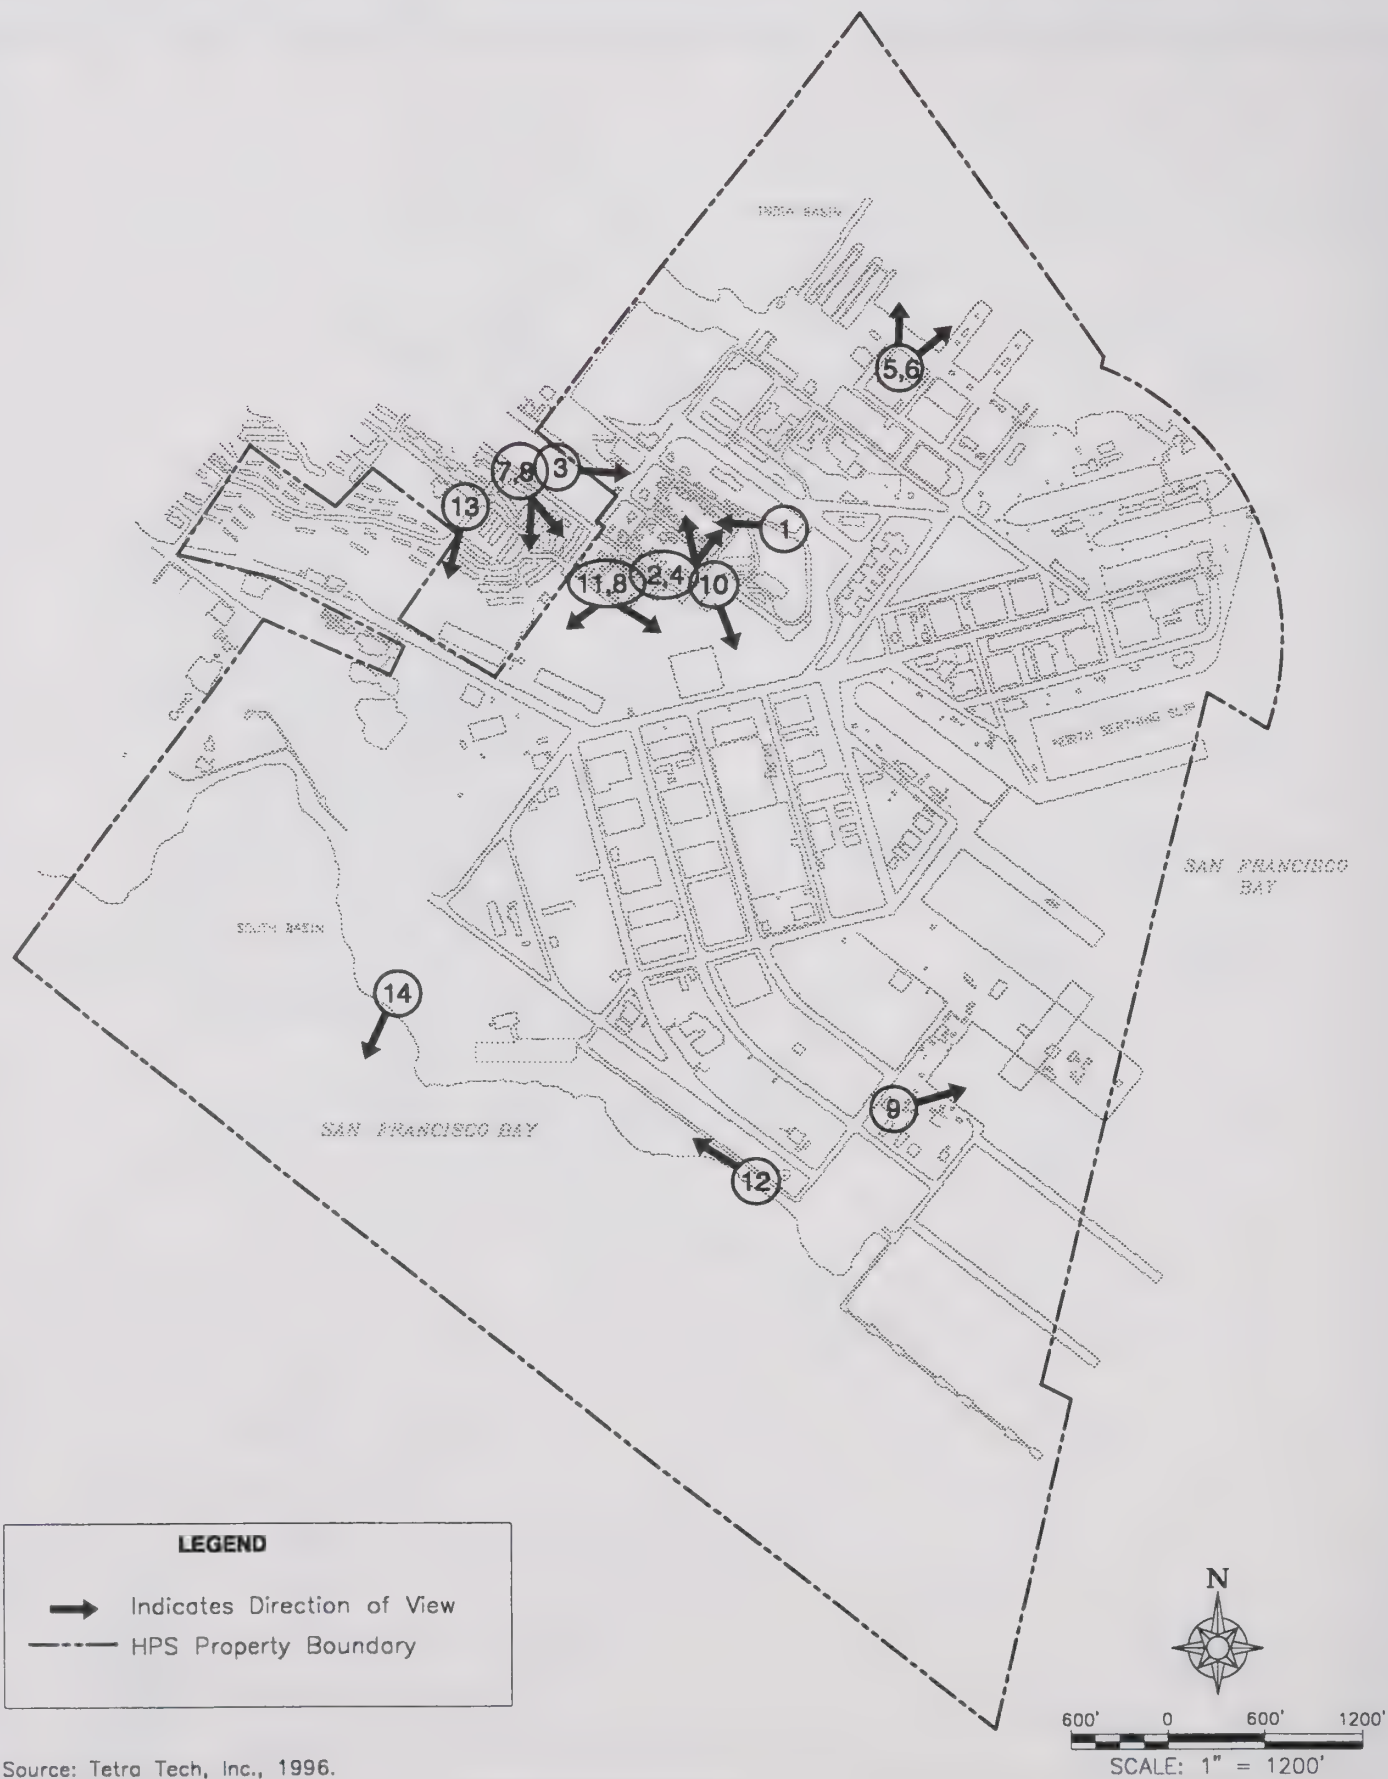 INDIA BASIN
5,6
7,8
3
13
1
11,8
2,4
10
NORTH BERTHING SLIP
SAN FRANCISCO
BAY
SOUTH BASIN
14
SAN FRANCISCO BAY
9
12
LEGEND
Indicates Direction of View
HPS Property Boundary
N
600' 0 600' 1200'
SCALE: 1" = 1200'
Source: Tetra Tech, Inc., 1996.